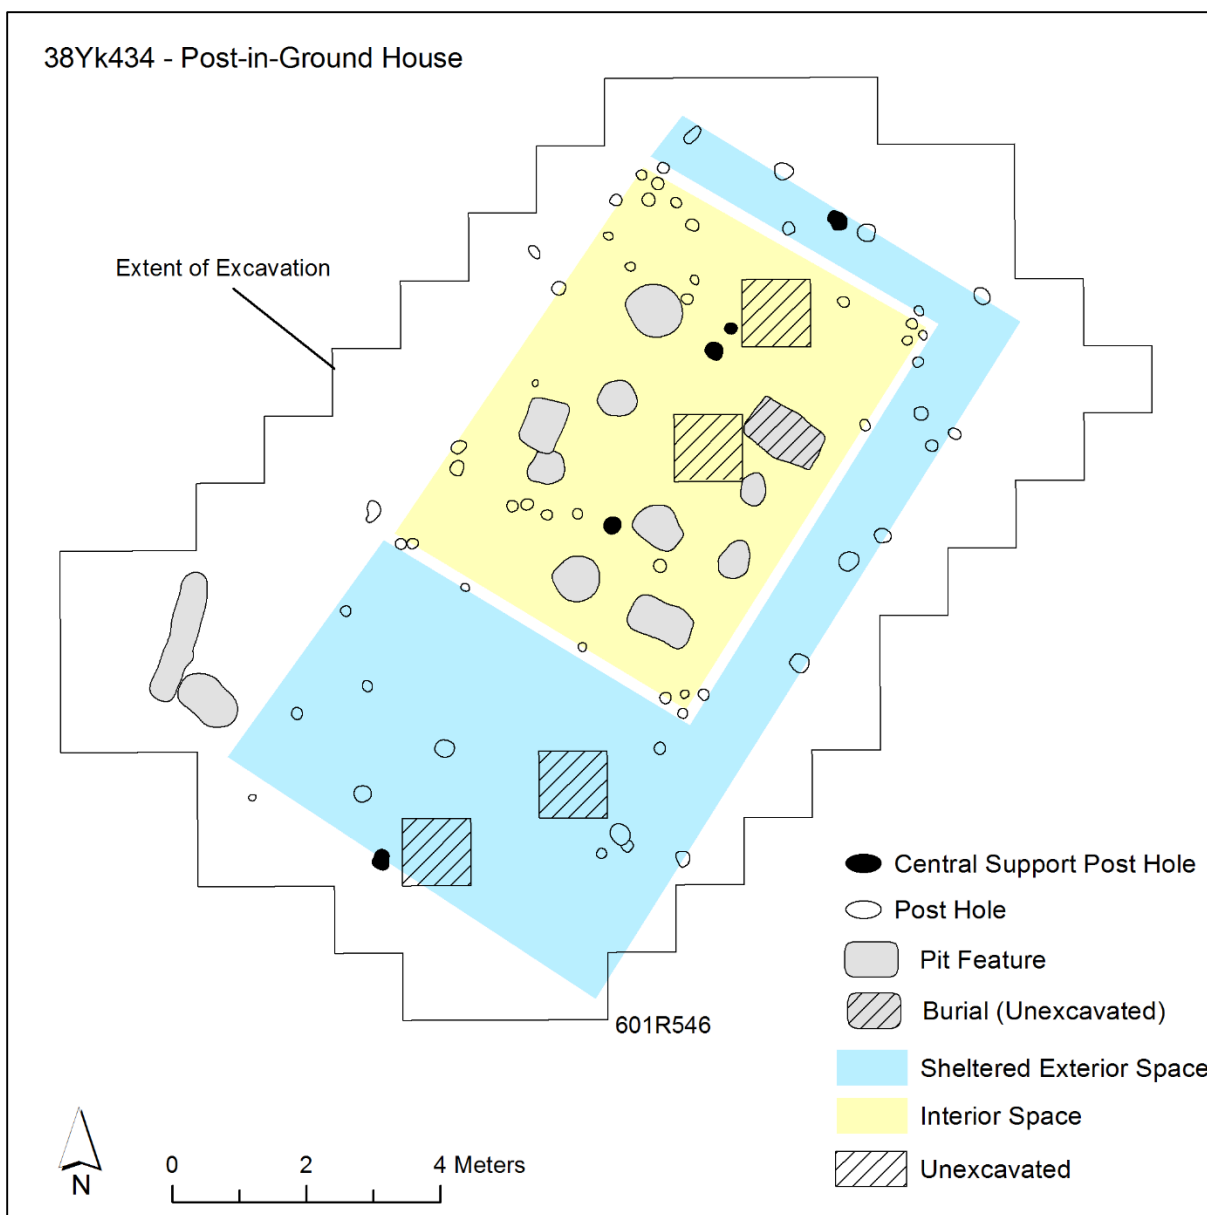 38Yk434 - Post-in-Ground House
Extent of Excavation
Central Support Post Hole
Post Hole
Pit Feature
Burial (Unexcavated)
601R546
Sheltered Exterior Space
Interior Space
Unexcavated
N
0 2 4 Meters